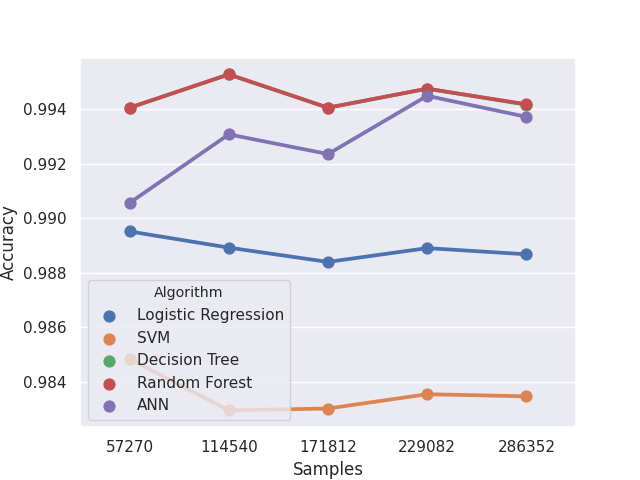 0.994
0.992
0.990
0.988
0.986
0.984
Accuracy
Algorithm
Logistic Regression
SVM
Decision Tree
Random Forest
ANN
57270 114540 171812 229082 286352
Samples